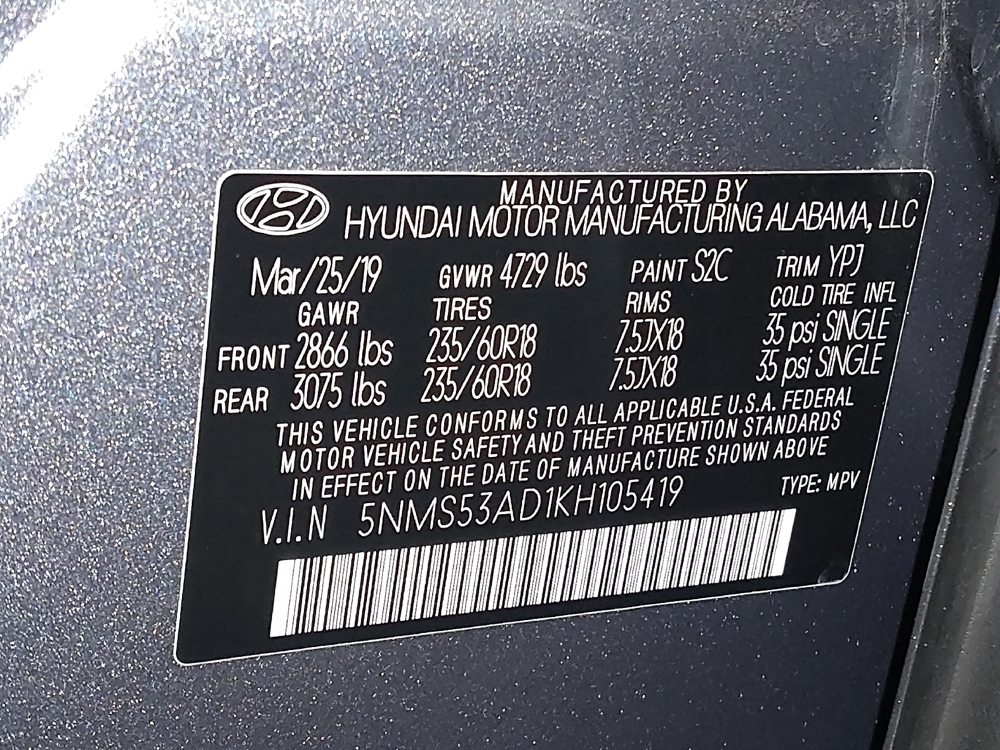 MANUFACTURED BY
HYUNDAI MOTOR MANUFACTURING ALABAMA, LLC
Mar/25/19 GVWR 4729 lbs PAINT S2C TRIM YPJ
GAWR TIRES RIMS COLD TIRE INFL
FRONT 2866 lbs 235/60R18 7.5JX18 35 psi SINGLE
REAR 3075 lbs 235/60R18 7.5JX18 35 psi SINGLE
THIS VEHICLE CONFORMS TO ALL APPLICABLE U.S.A. FEDERAL
MOTOR VEHICLE SAFETY AND THEFT PREVENTION STANDARDS
IN EFFECT ON THE DATE OF MANUFACTURE SHOWN ABOVE
V.I.N 5NMS53AD1KH105419 TYPE: MPV